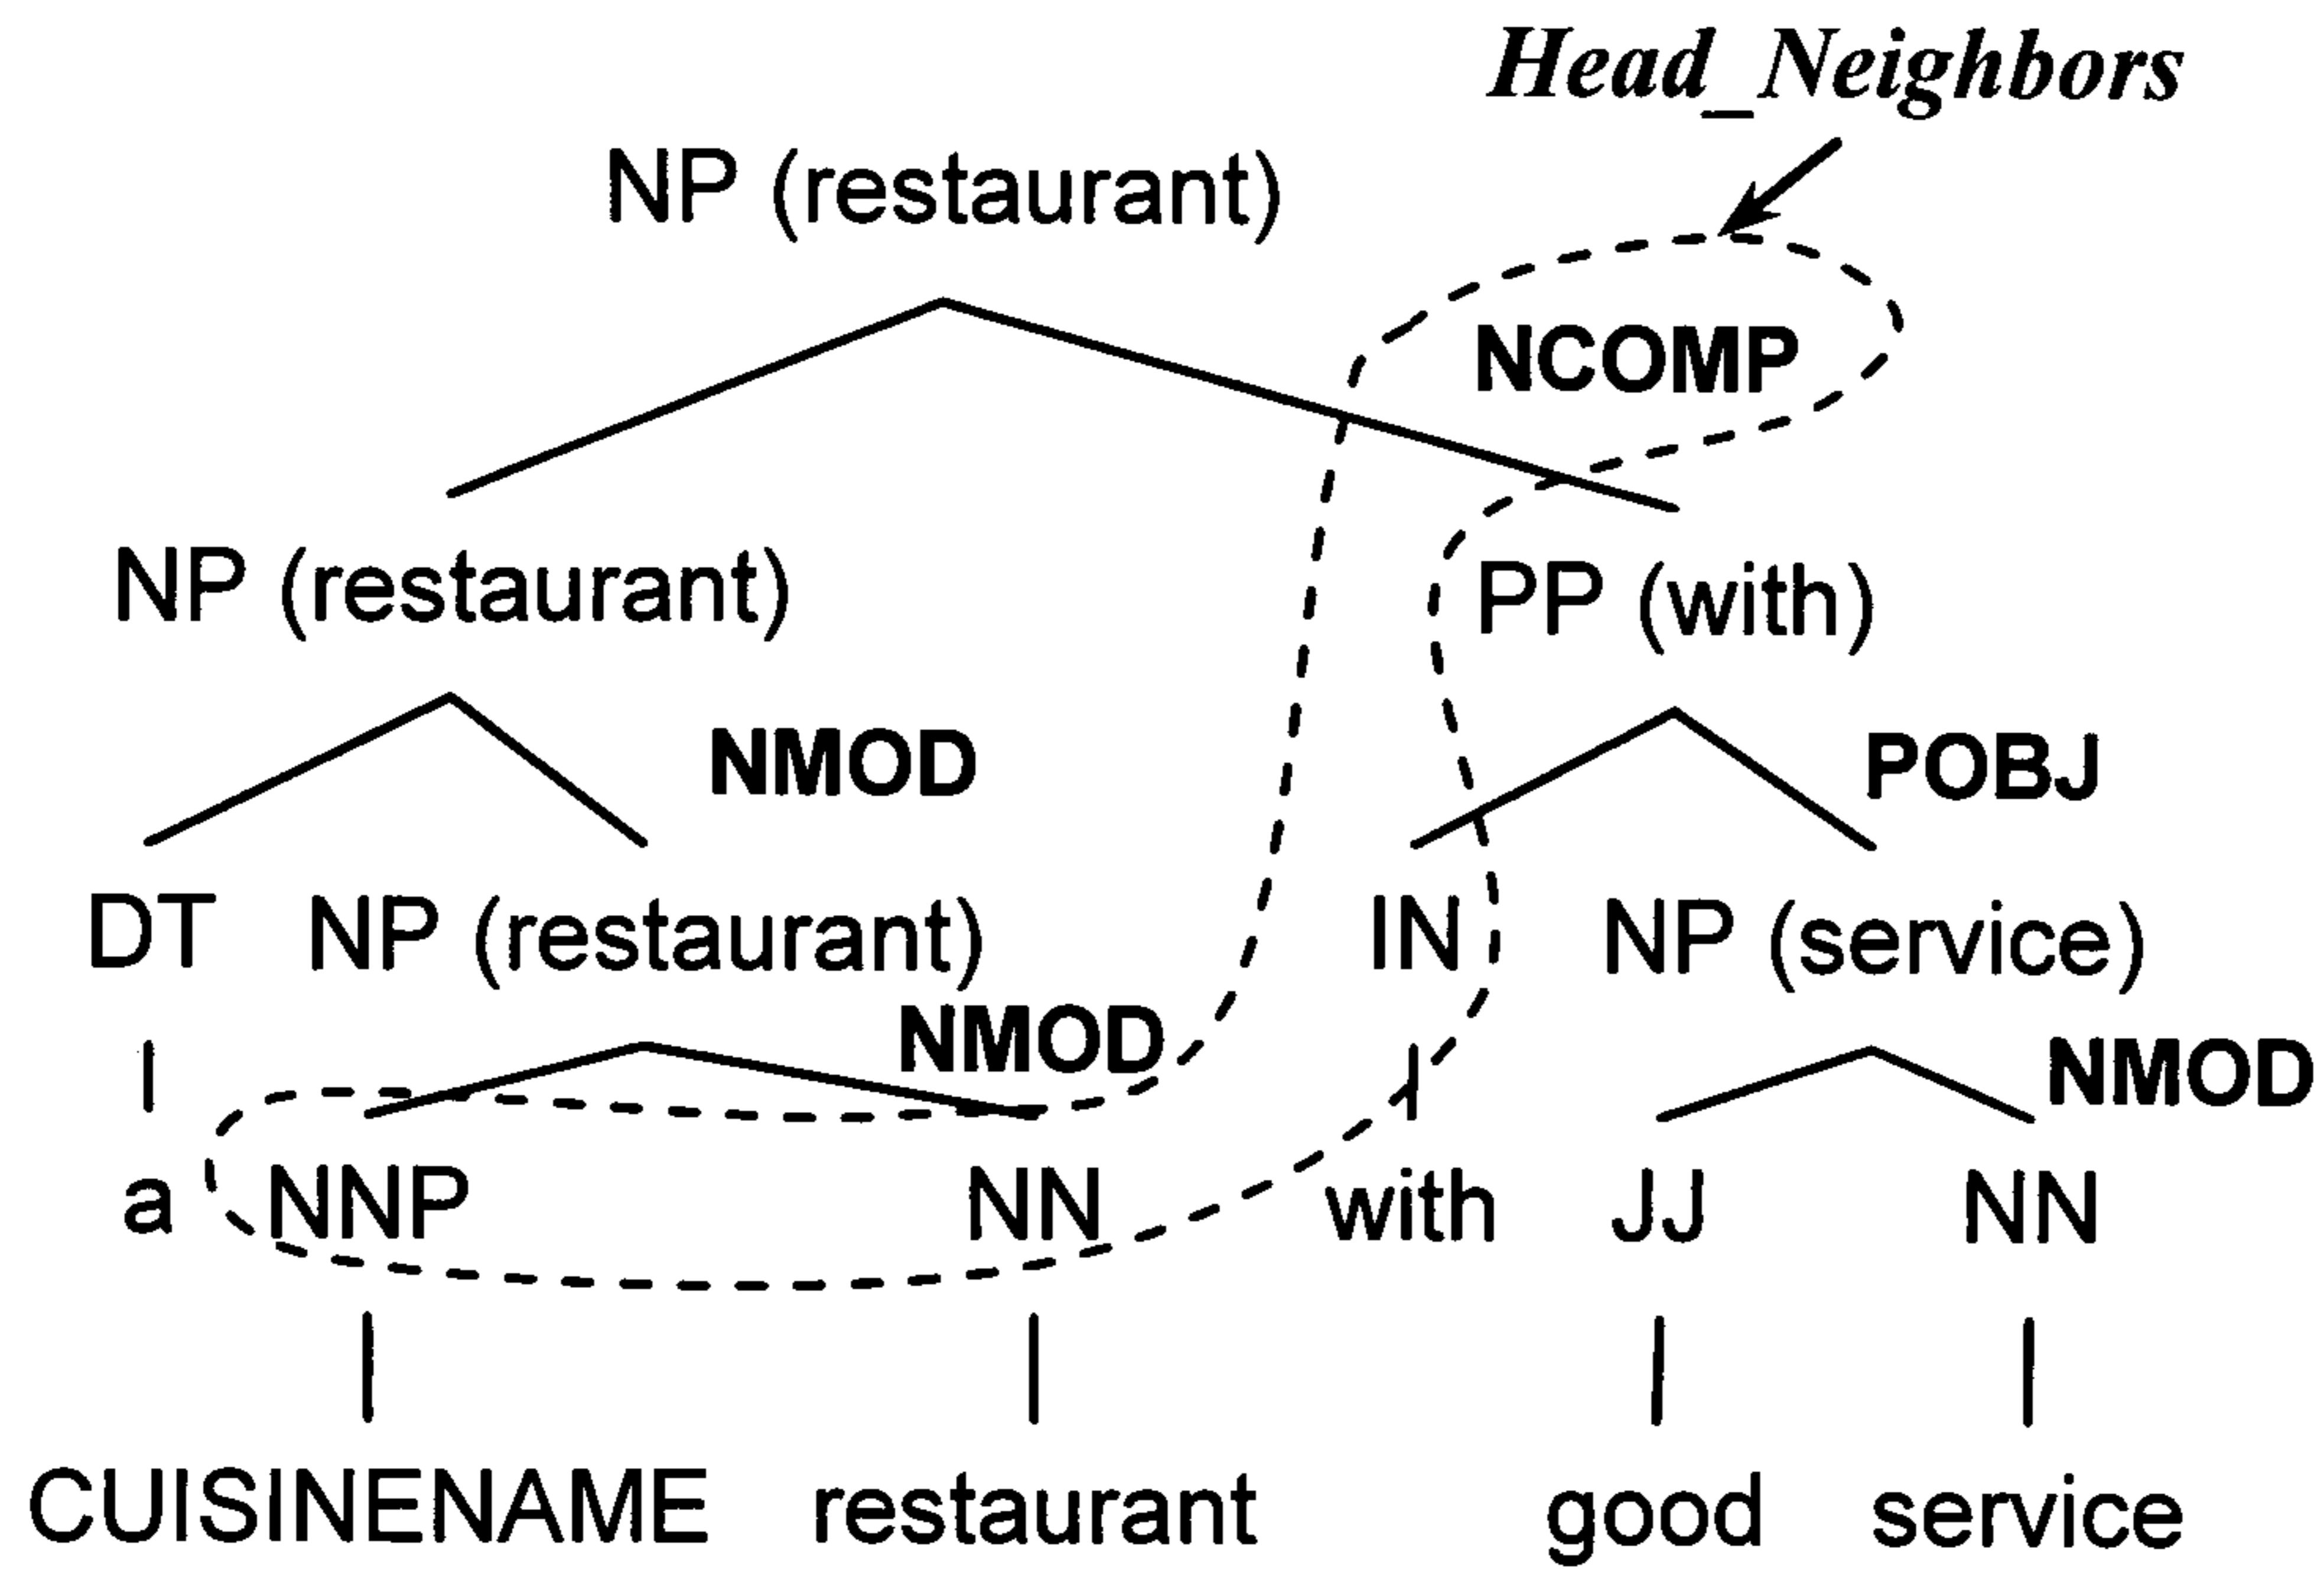 Head_Neighbors
NP (restaurant)
NCOMP
NP (restaurant) PP (with)
NMOD POBJ
DT NP (restaurant) IN NP (service)
NMOD NMOD
a NNP NN with JJ NN
CUISINENAME restaurant good service